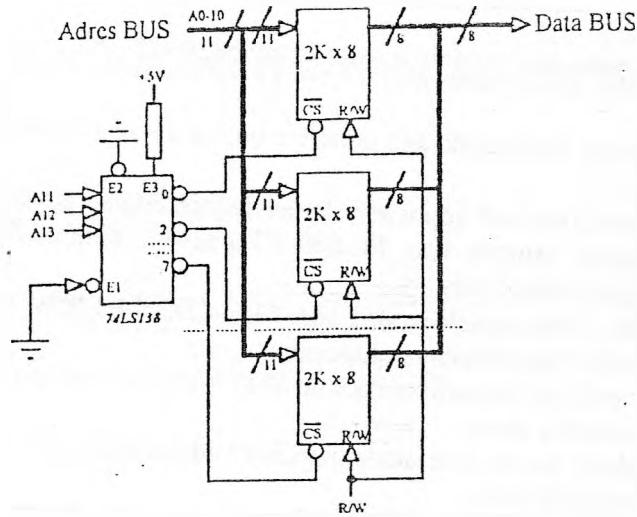 Adres BUS
A0-10
11
11
8
8
Data BUS
2K x 8
CS R/W
+5V
E2 E3 0
A11
A12
A13
2
7
E1
74LS138
11
2K x 8
8
CS R/W
11
2K x 8
8
CS
R/W
R/W